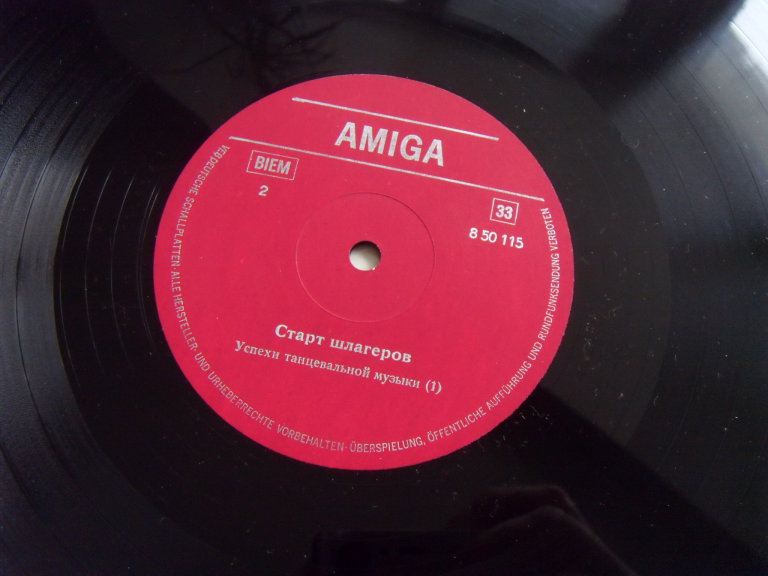 AMIGA
BIEM
2
33
8 50 115
Старт шлагеров
Успехи танцевальной музыки (1)
VEB DEUTSCHE SCHALLPLATTEN · ALLE HERSTELLER- UND URHEBERRECHTE VORBEHALTEN · ÜBERSPIELUNG, ÖFFENTLICHE AUFFÜHRUNG UND RUNDFUNKSENDUNG VERBOTEN